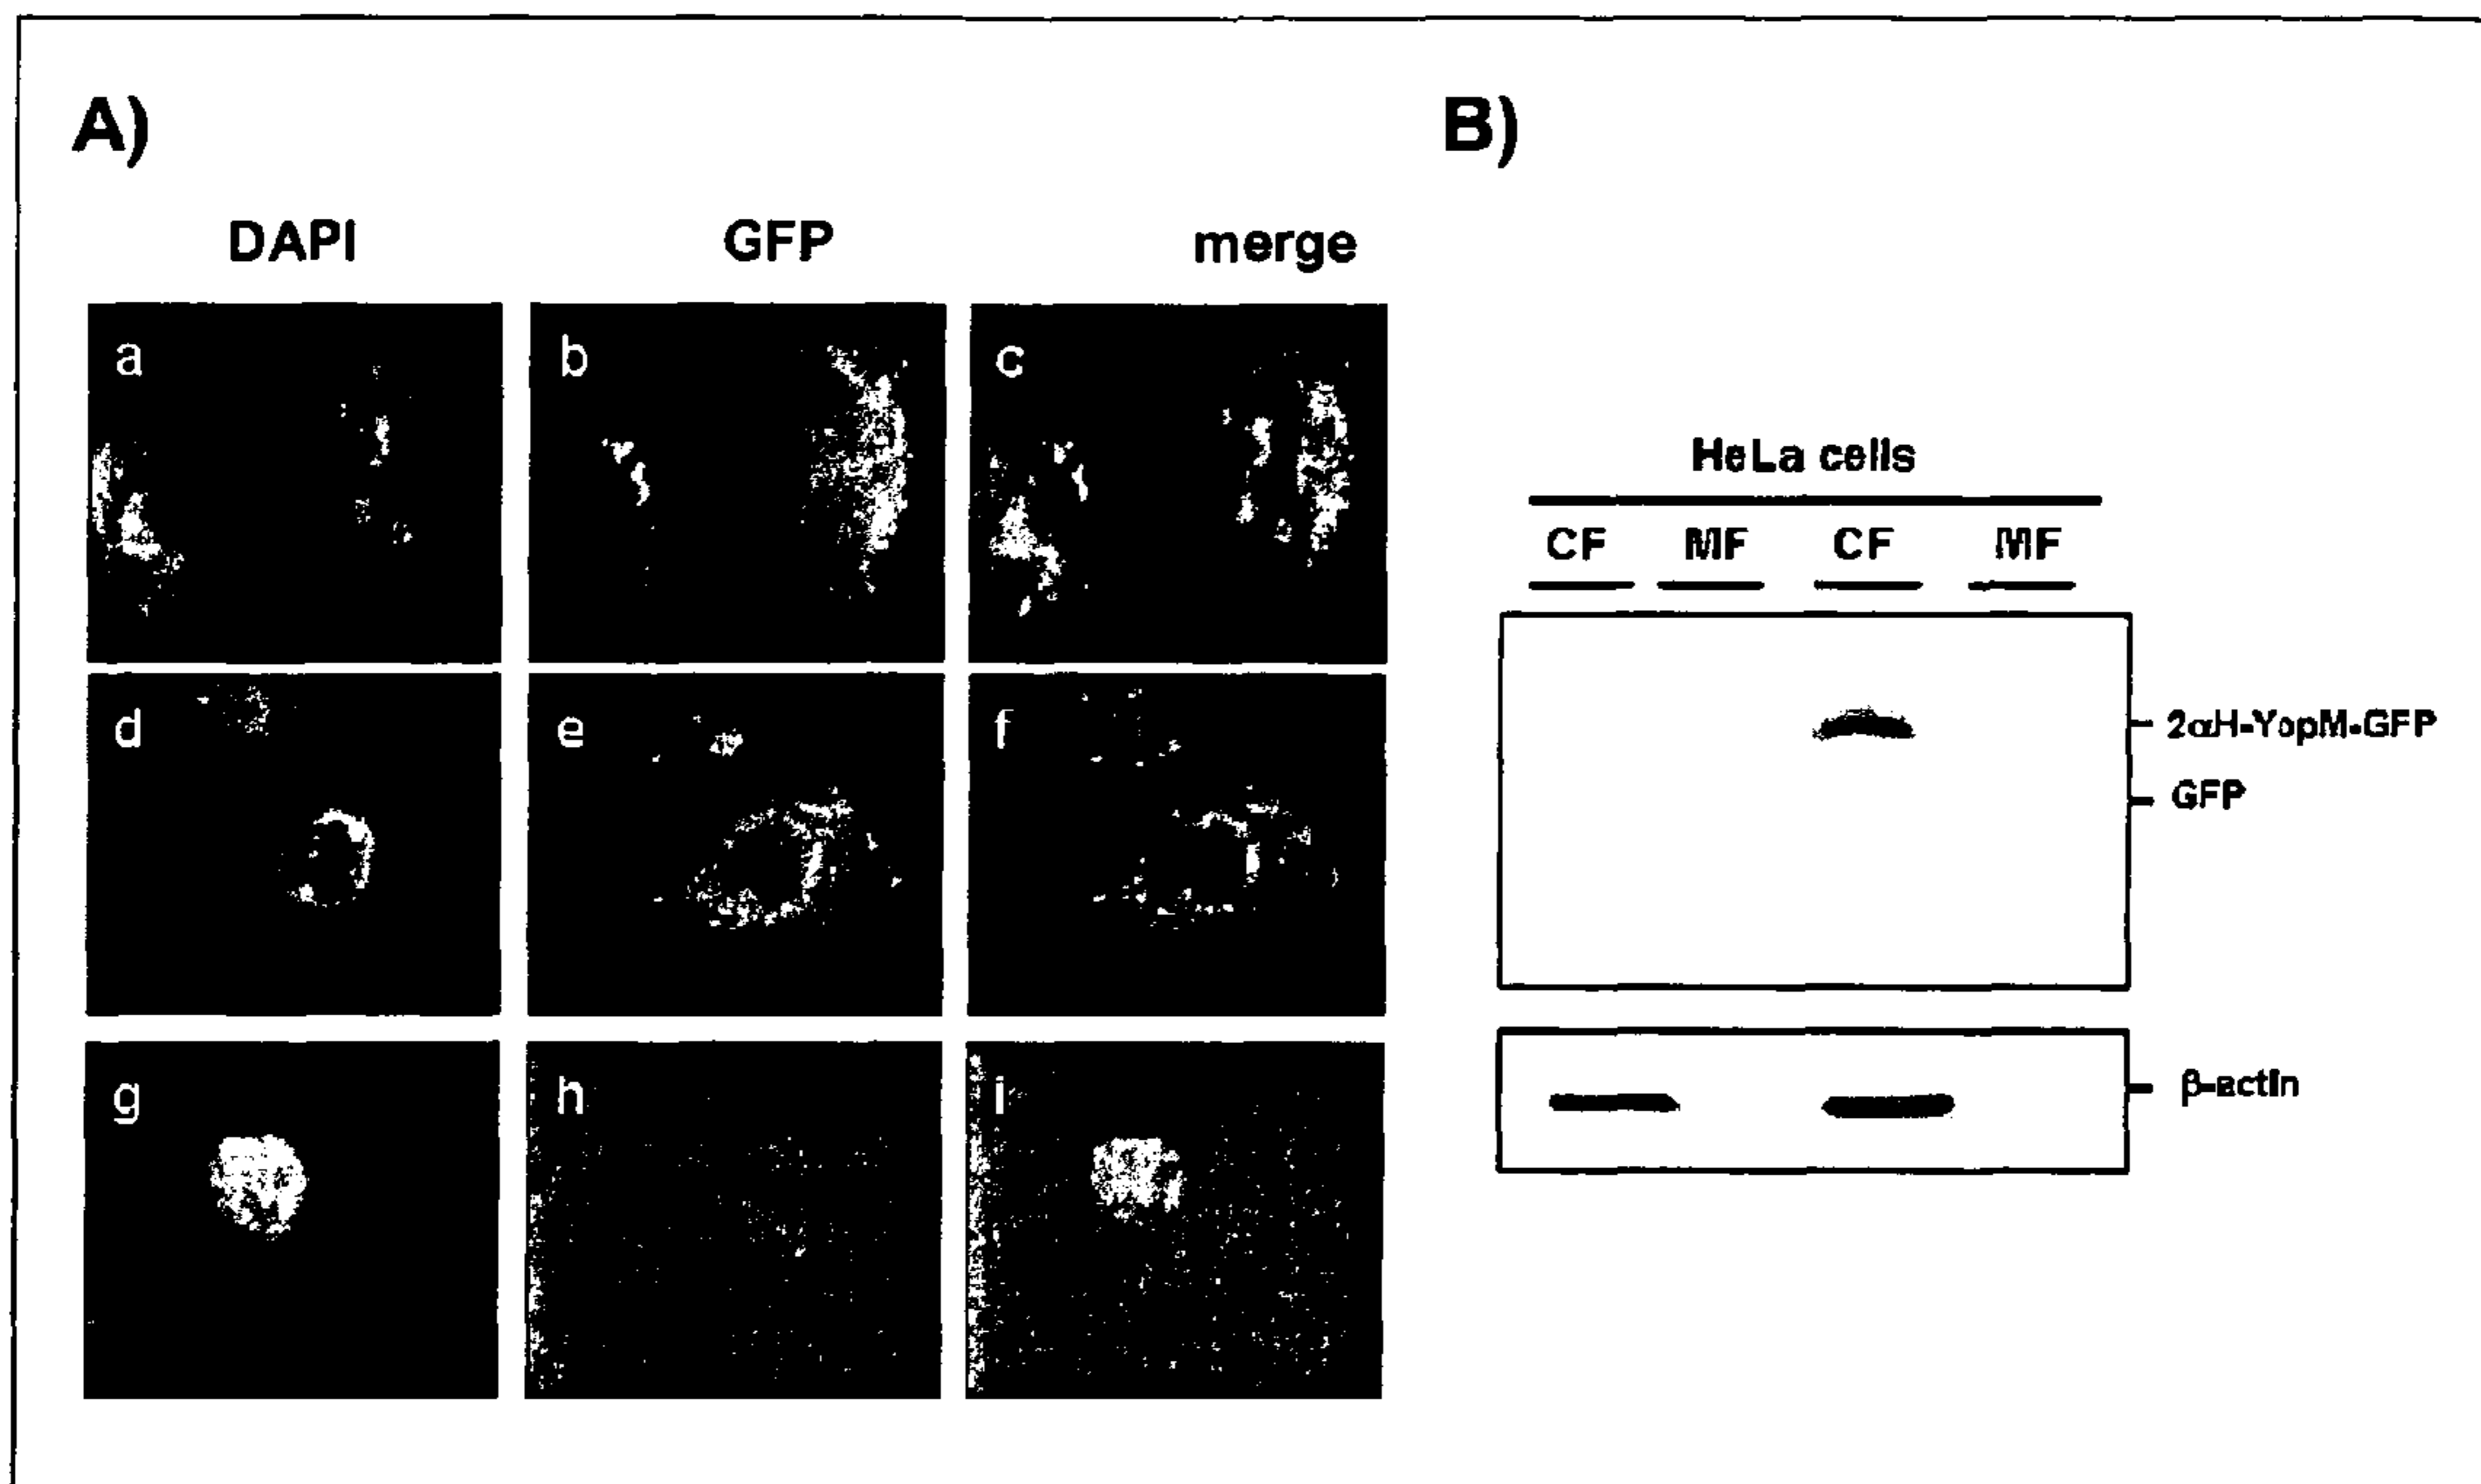 A)
B)
DAPI GFP merge
a b c
d e f
g h i
HeLa cells
CF MF CF MF
2αH-YopM-GFP
GFP
β-actin